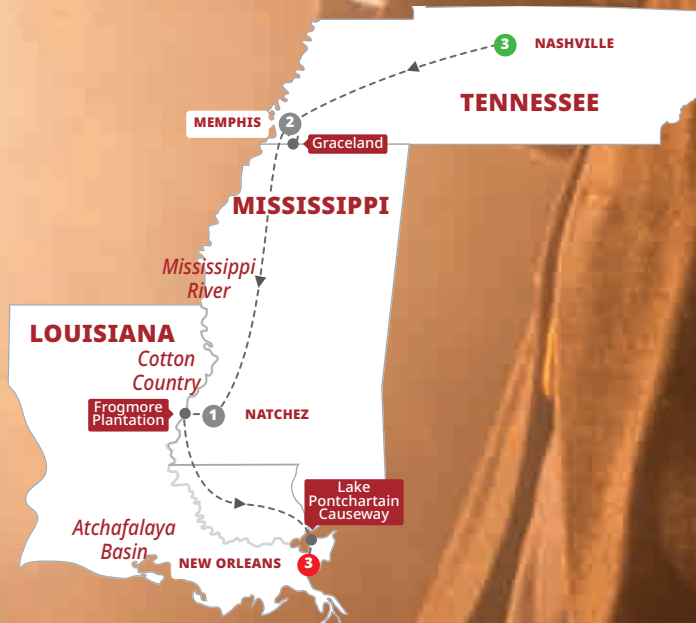 3 NASHVILLE
TENNESSEE
MEMPHIS 2
Graceland
MISSISSIPPI
Mississippi
River
LOUISIANA
Cotton
Country
Frogmore
Plantation
1 NATCHEZ
Lake
Pontchartain
Causeway
Atchafalaya
Basin
NEW ORLEANS 3